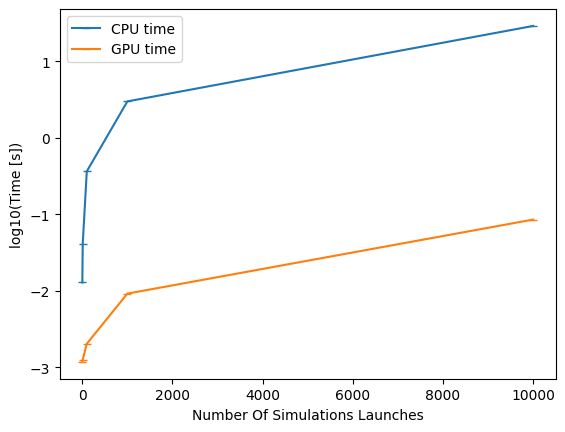 CPU time
GPU time
1
0
−1
−2
−3
log10(Time [s])
0 2000 4000 6000 8000 10000
Number Of Simulations Launches